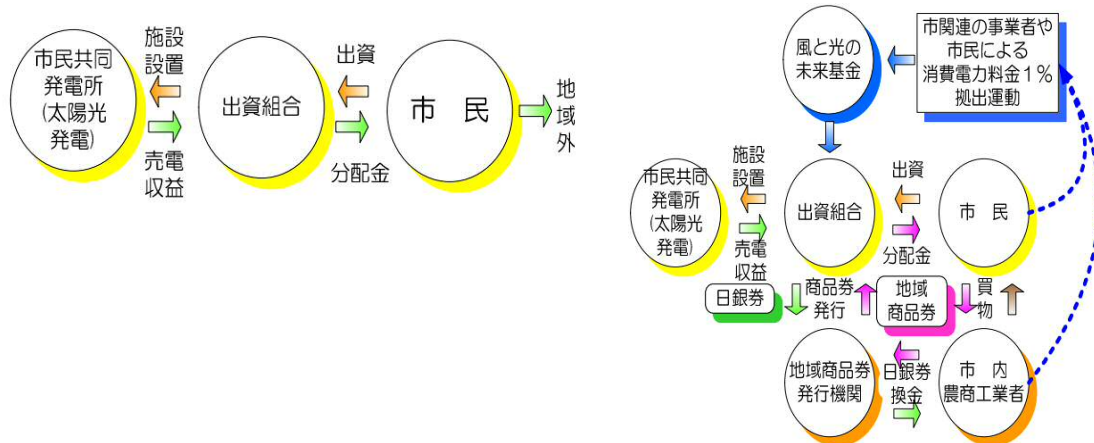 市民共同
発電所
(太陽光
発電)
施設
設置
売電
収益
出資組合
出資
分配金
市 民
地域外
風と光の
未来基金
市関連の事業者や
市民による
消費電力料金1%
拠出運動
市民共同
発電所
(太陽光
発電)
施設
設置
売電
収益
出資組合
出資
分配金
市 民
日銀券
商品券
発行
地域
商品券
買物
地域商品券
発行機関
日銀券
換金
市 内
農商工業者